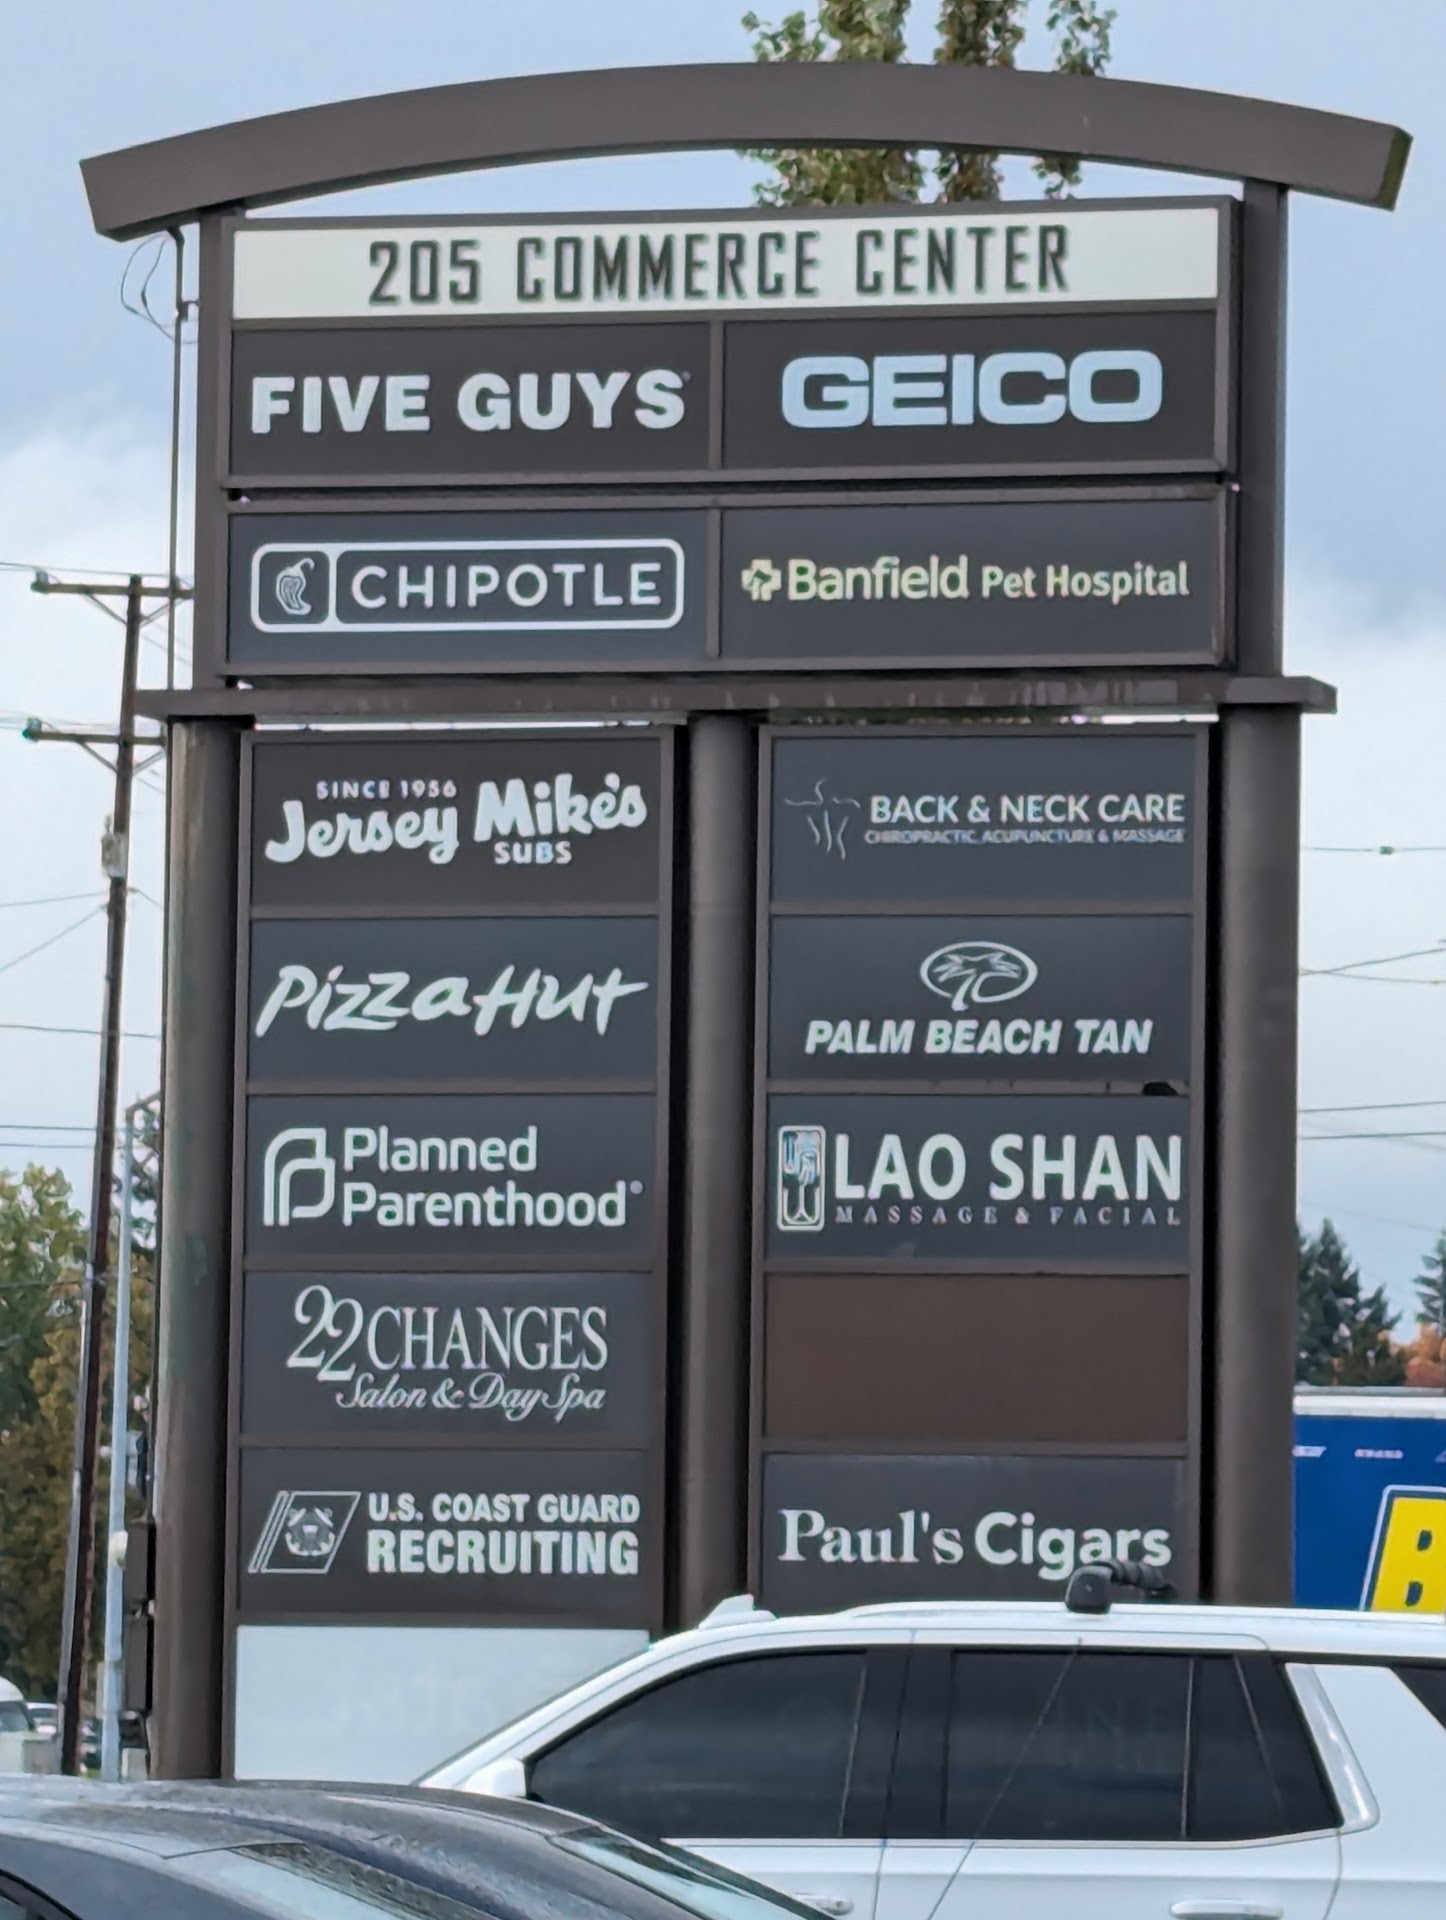 205 COMMERCE CENTER
FIVE GUYS
GEICO
CHIPOTLE
Banfield Pet Hospital
SINCE 1956
Jersey Mike's
SUBS
Pizza Hut
Planned
Parenthood®
22 CHANGES
Salon & Day Spa
U.S. COAST GUARD
RECRUITING
BACK & NECK CARE
CHIROPRACTIC, ACUPUNCTURE & MASSAGE
PALM BEACH TAN
LAO SHAN
MASSAGE & FACIAL
Paul's Cigars